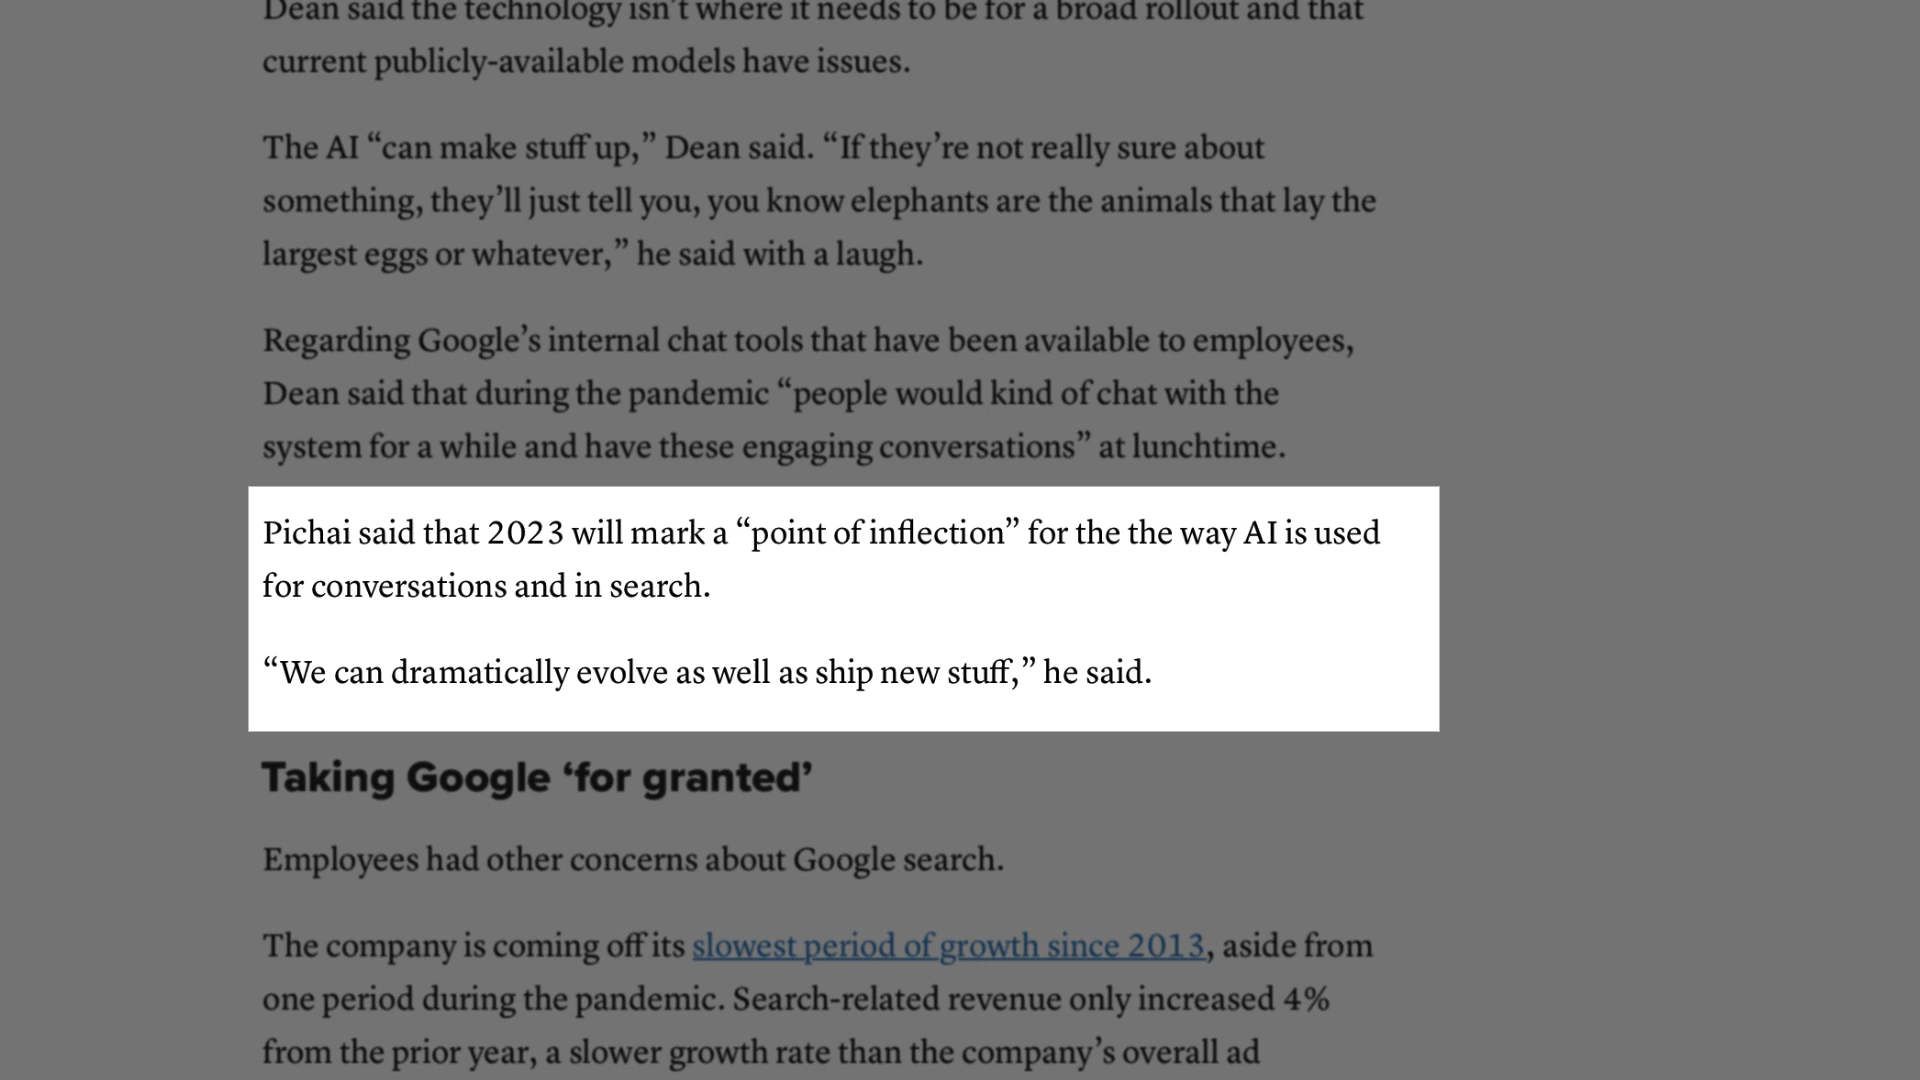 Dean said the technology isn’t where it needs to be for a broad rollout and that
current publicly-available models have issues.
The AI “can make stuff up,” Dean said. “If they’re not really sure about
something, they’ll just tell you, you know elephants are the animals that lay the
largest eggs or whatever,” he said with a laugh.
Regarding Google’s internal chat tools that have been available to employees,
Dean said that during the pandemic “people would kind of chat with the
system for a while and have these engaging conversations” at lunchtime.
Pichai said that 2023 will mark a “point of inflection” for the the way AI is used
for conversations and in search.
“We can dramatically evolve as well as ship new stuff,” he said.
Taking Google ‘for granted’
Employees had other concerns about Google search.
The company is coming off its slowest period of growth since 2013, aside from
one period during the pandemic. Search-related revenue only increased 4%
from the prior year, a slower growth rate than the company’s overall ad